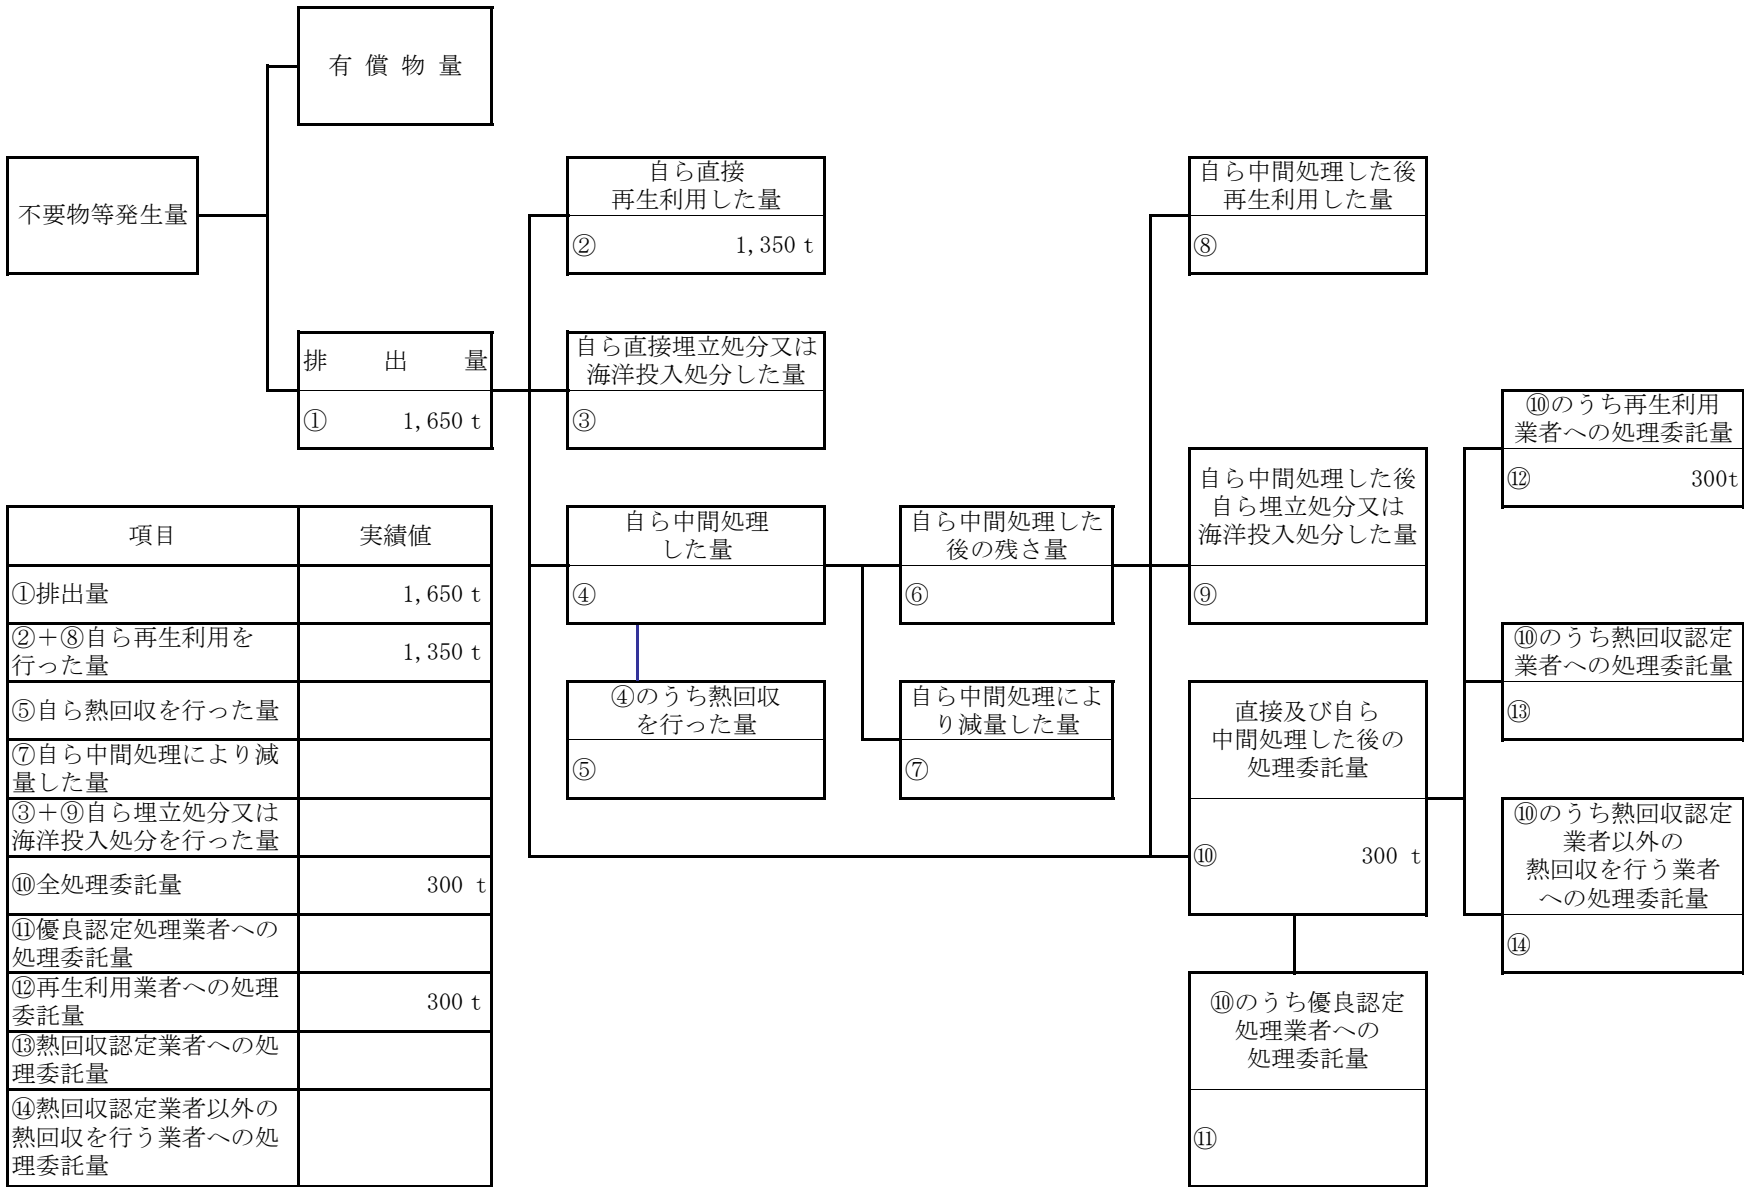 有償物量
不要物等発生量
排出量
① 1,650 t
自ら直接
再生利用した量
② 1,350 t
自ら直接埋立処分又は
海洋投入処分した量
③
自ら中間処理
した量
④
④のうち熱回収
を行った量
⑤
自ら中間処理した
後の残さ量
⑥
自ら中間処理によ
り減量した量
⑦
自ら中間処理した後
再生利用した量
⑧
自ら中間処理した後
自ら埋立処分又は
海洋投入処分した量
⑨
直接及び自ら
中間処理した後の
処理委託量
⑩ 300 t
⑩のうち優良認定
処理業者への
処理委託量
⑪
⑩のうち再生利用
業者への処理委託量
⑫ 300t
⑩のうち熱回収認定
業者への処理委託量
⑬
⑩のうち熱回収認定
業者以外の
熱回収を行う業者
への処理委託量
⑭
項目 実績値
①排出量 1,650 t
②+⑧自ら再生利用を
行った量 1,350 t
⑤自ら熱回収を行った量
⑦自ら中間処理により減
量した量
③+⑨自ら埋立処分又は
海洋投入処分を行った量
⑩全処理委託量 300 t
⑪優良認定処理業者への
処理委託量
⑫再生利用業者への処理
委託量 300 t
⑬熱回収認定業者への処
理委託量
⑭熱回収認定業者以外の
熱回収を行う業者への処
理委託量